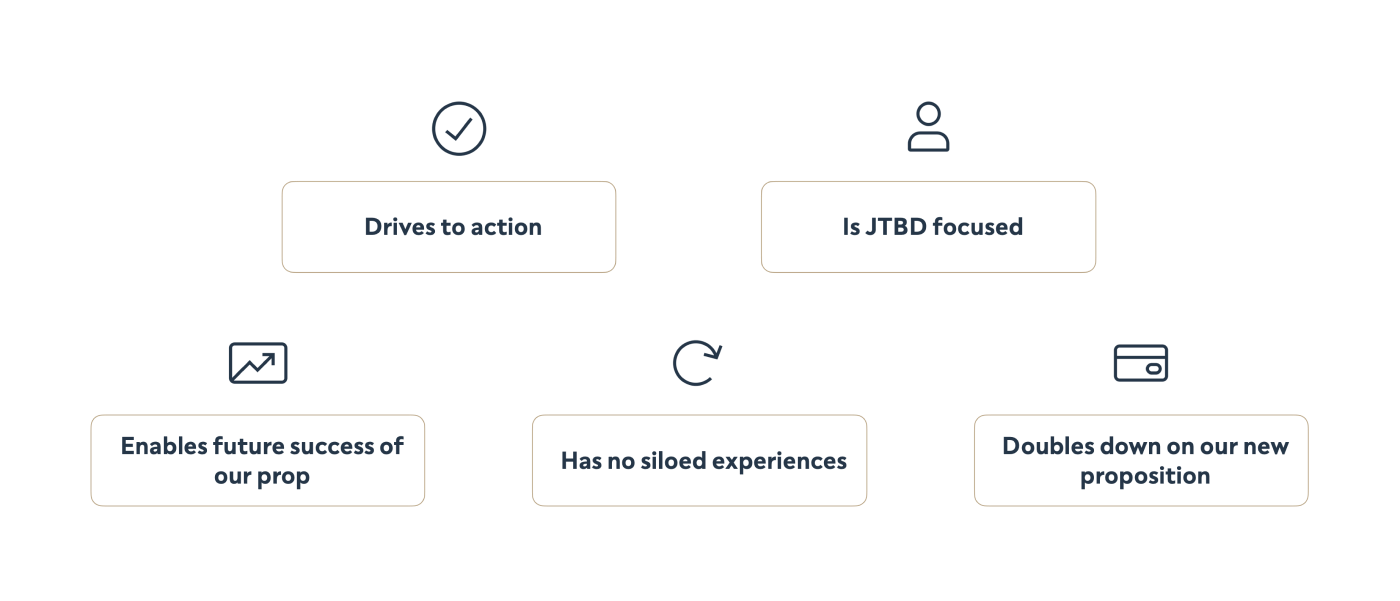 Drives to action
Is JTBD focused
Enables future success of
our prop
Has no siloed experiences
Doubles down on our new
proposition